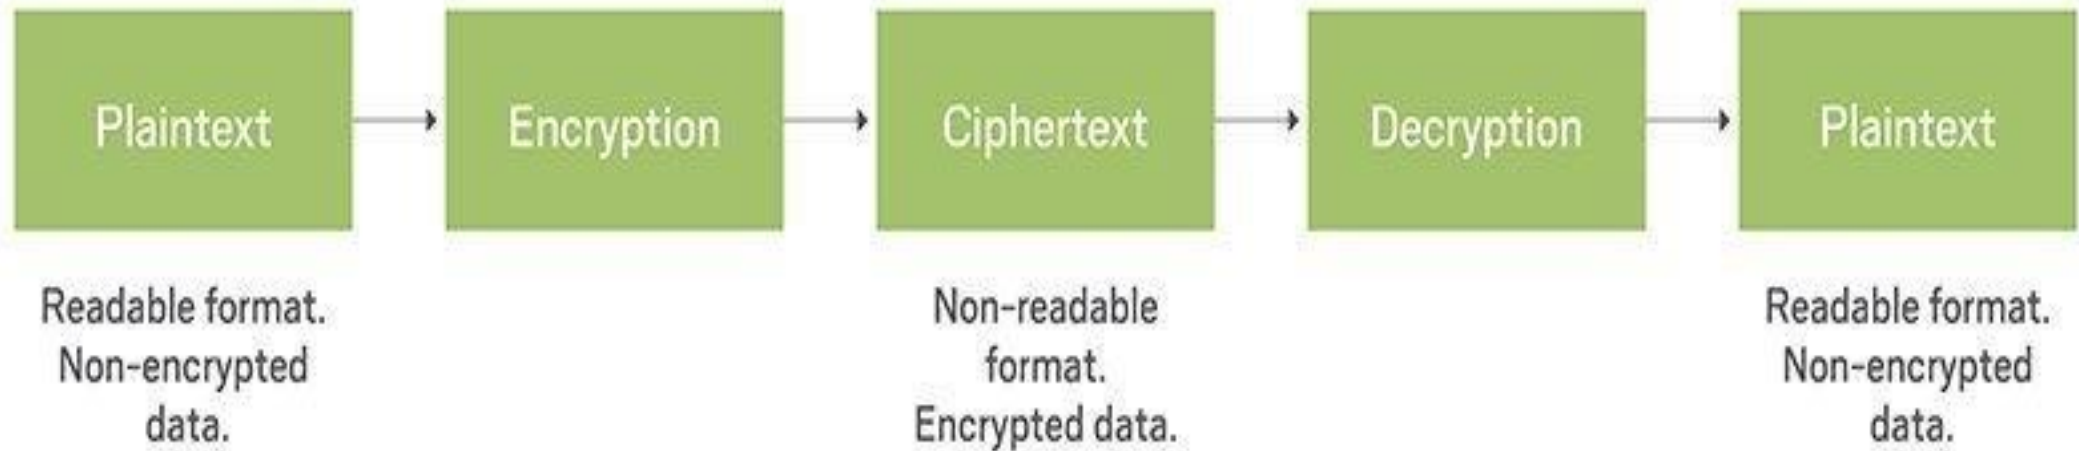 Plaintext
Encryption
Ciphertext
Decryption
Plaintext
Readable format.
Non-encrypted
data.
Non-readable
format.
Encrypted data.
Readable format.
Non-encrypted
data.